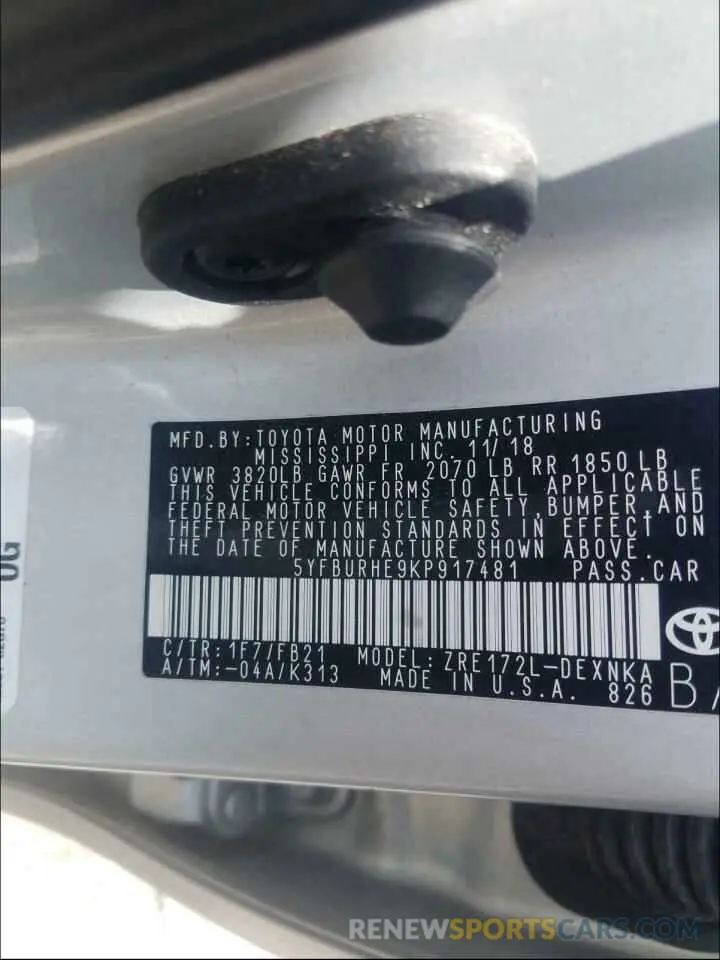 MFD. BY: TOYOTA MOTOR MANUFACTURING
MISSISSIPPI INC. 11/18
GVWR 3820LB GAWR FR 2070 LB RR 1850 LB
THIS VEHICLE CONFORMS TO ALL APPLICABLE
FEDERAL MOTOR VEHICLE SAFETY, BUMPER, AND
THEFT PREVENTION STANDARDS IN EFFECT ON
THE DATE OF MANUFACTURE SHOWN ABOVE.
5YFBURHE9KP917481 PASS. CAR
C/TR: 1F7/FB21 MODEL: ZRE172L-DEXNKA
A/TM: -04A/K313 MADE IN U.S.A. 826
RENEWSPORTSCARS.COM